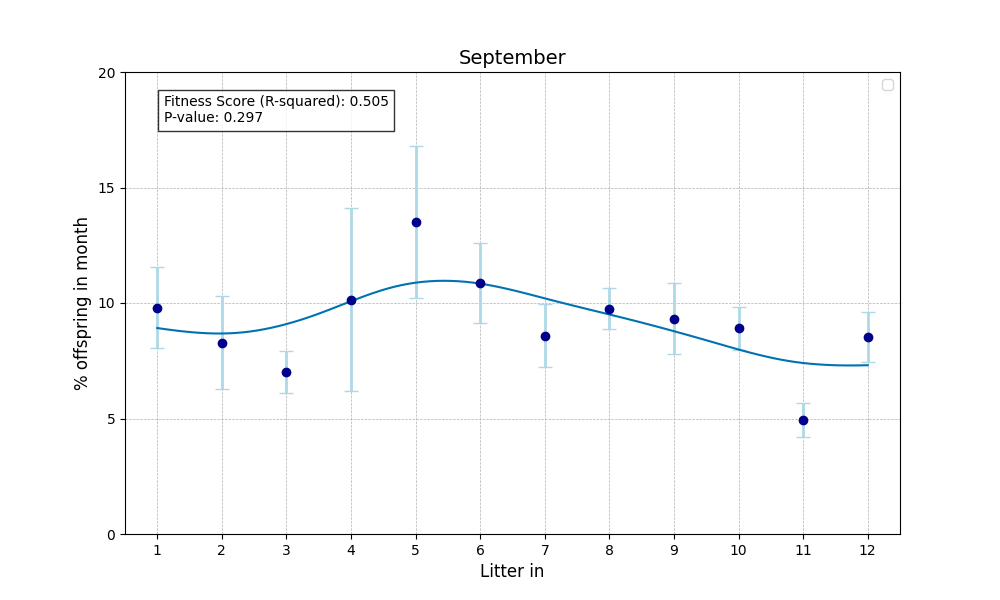 September
Fitness Score (R-squared): 0.505
P-value: 0.297
% offspring in month
20
15
10
5
0
1 2 3 4 5 6 7 8 9 10 11 12
Litter in